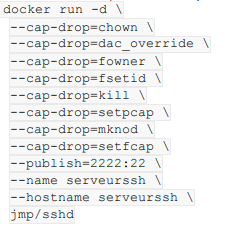 docker run -d \
--cap-drop=chown \
--cap-drop=dac_override \
--cap-drop=fowner \
--cap-drop=fsetid \
--cap-drop=kill \
--cap-drop=setpcap \
--cap-drop=mknod \
--cap-drop=setfcap \
--publish=2222:22 \
--name serveurssh \
--hostname serveurssh \
jmp/sshd